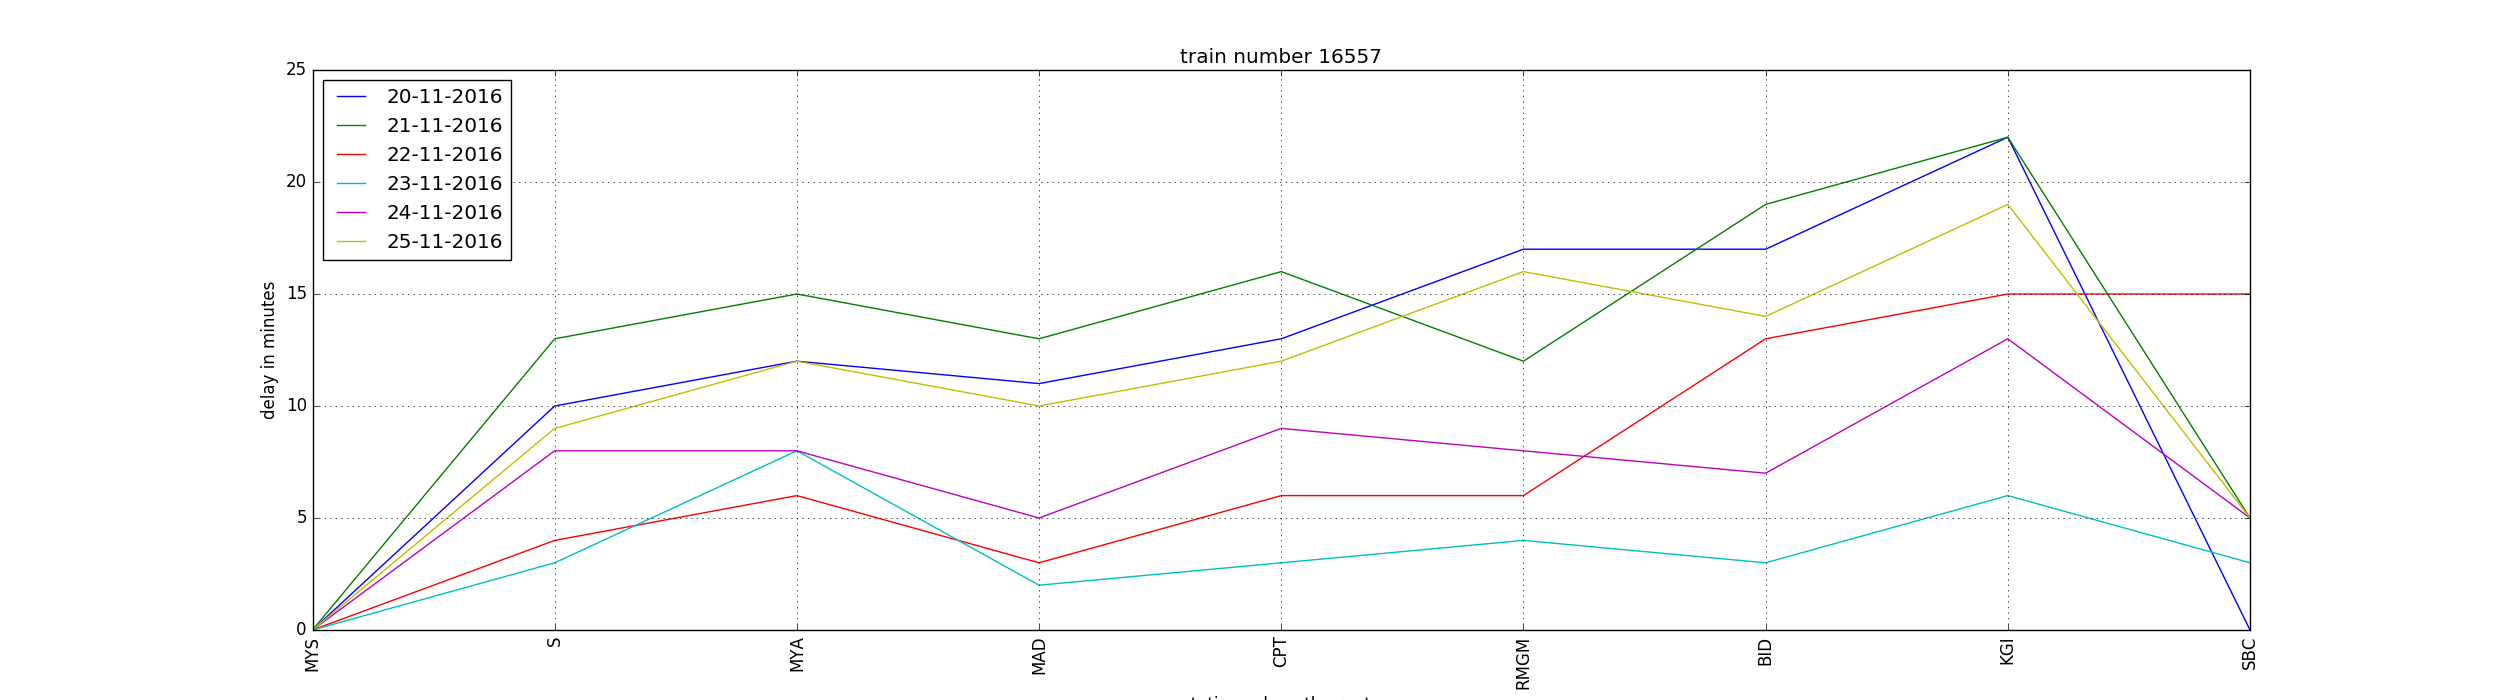 train number 16557
25
20
15
10
5
0
delay in minutes
20-11-2016
21-11-2016
22-11-2016
23-11-2016
24-11-2016
25-11-2016
MYS
S
MYA
MAD
CPT
RMGM
BID
KGI
SBC